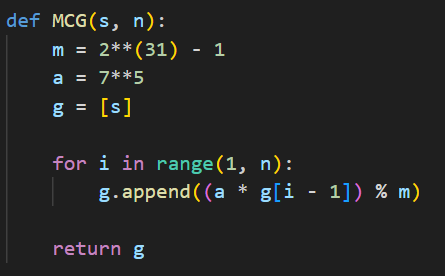 def MCG(s, n):
    m = 2**(31) - 1
    a = 7**5
    g = [s]

    for i in range(1, n):
        g.append((a * g[i - 1]) % m)

    return g